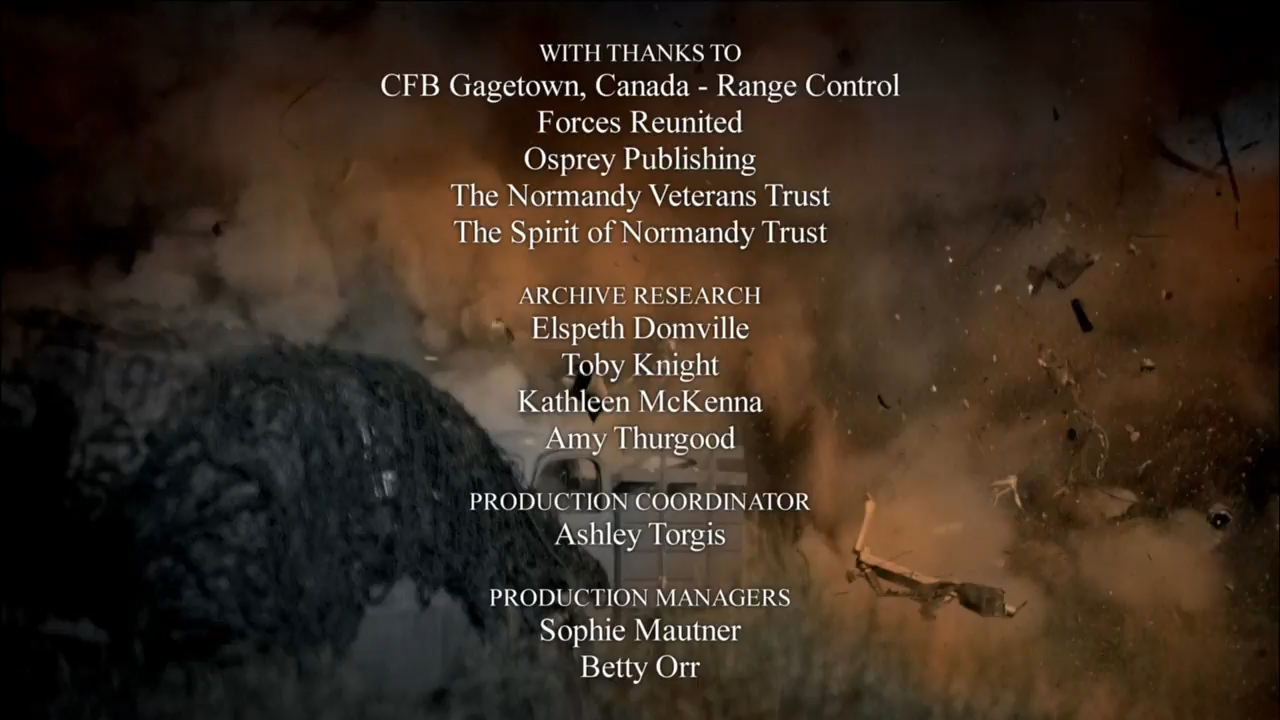 WITH THANKS TO
CFB Gagetown, Canada - Range Control
Forces Reunited
Osprey Publishing
The Normandy Veterans Trust
The Spirit of Normandy Trust
ARCHIVE RESEARCH
Elspeth Domville
Toby Knight
Kathleen McKenna
Amy Thurgood
PRODUCTION COORDINATOR
Ashley Torgis
PRODUCTION MANAGERS
Sophie Mautner
Betty Orr